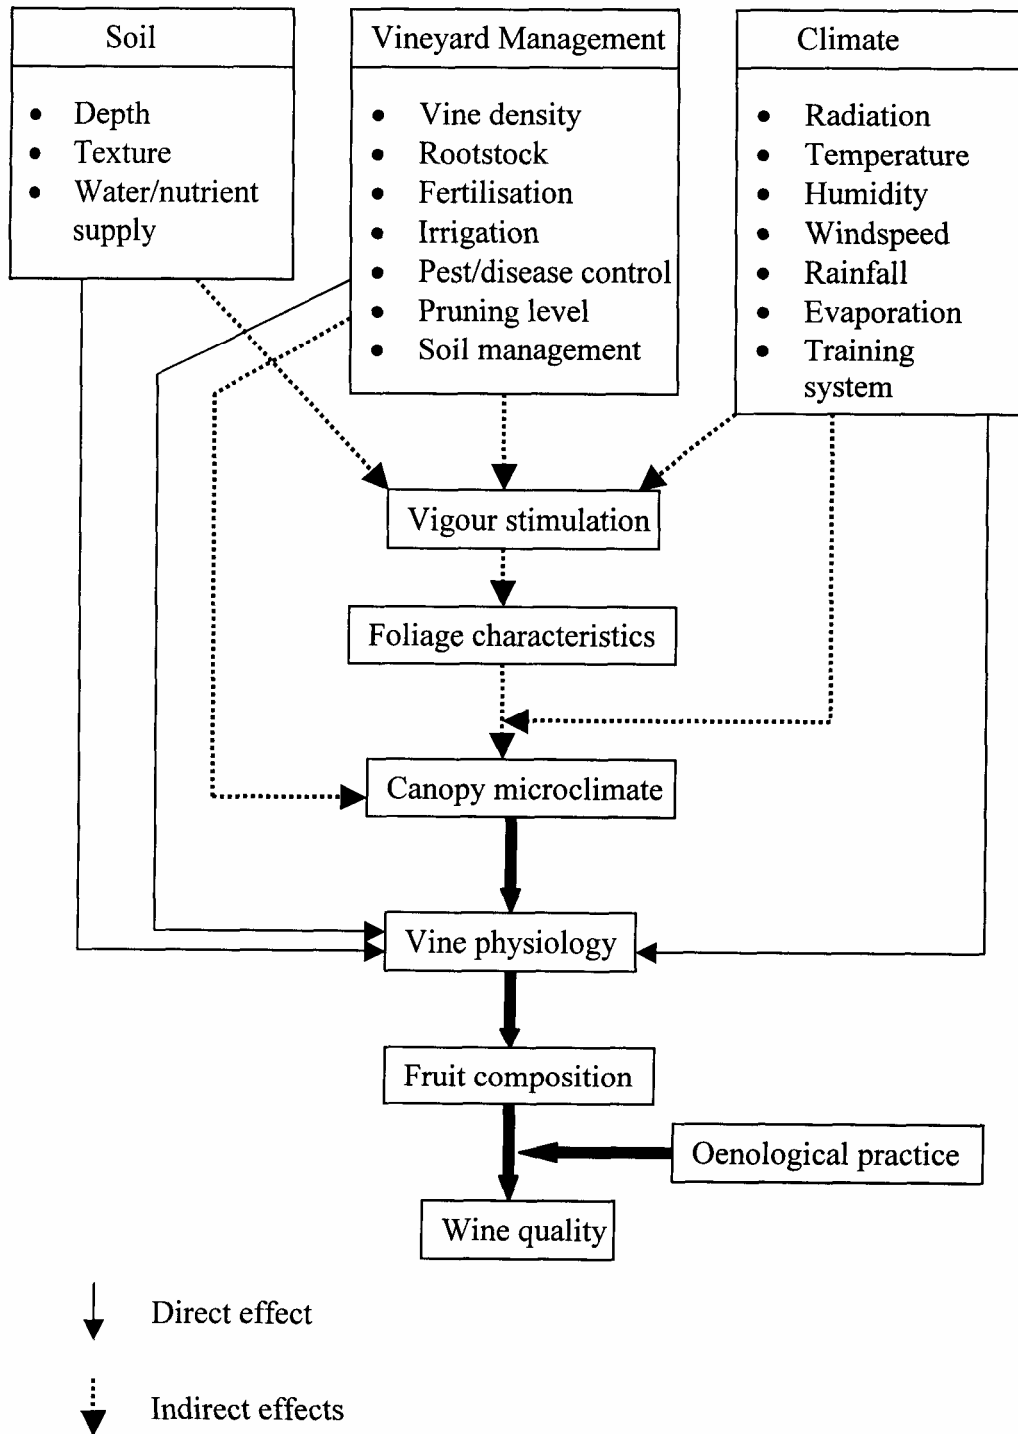 Soil
Depth
Texture
Water/nutrient
supply
Vineyard Management
Vine density
Rootstock
Fertilisation
Irrigation
Pest/disease control
Pruning level
Soil management
Climate
Radiation
Temperature
Humidity
Windspeed
Rainfall
Evaporation
Training
system
Vigour stimulation
Foliage characteristics
Canopy microclimate
Vine physiology
Fruit composition
Oenological practice
Wine quality
Direct effect
Indirect effects